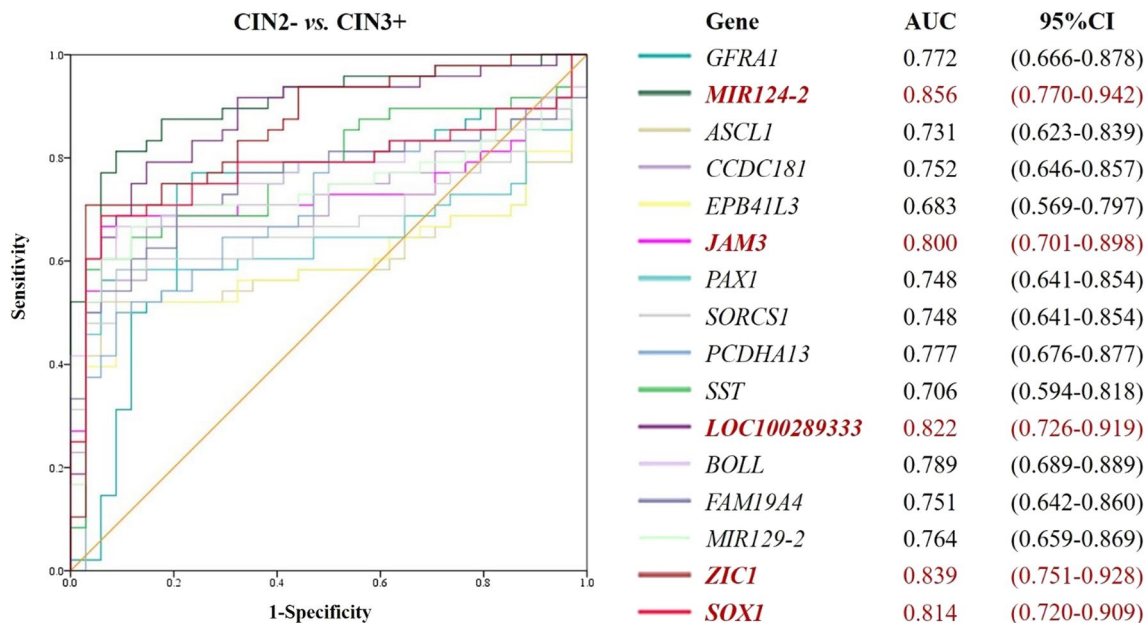 CIN2- vs. CIN3+
Sensitivity
1.0
0.8
0.6
0.4
0.2
0.0
0.0 0.2 0.4 0.6 0.8 1.0
1-Specificity
Gene AUC 95%CI
GFRA1 0.772 (0.666-0.878)
MIR124-2 0.856 (0.770-0.942)
ASCL1 0.731 (0.623-0.839)
CCDC181 0.752 (0.646-0.857)
EPB41L3 0.683 (0.569-0.797)
JAM3 0.800 (0.701-0.898)
PAX1 0.748 (0.641-0.854)
SORCS1 0.748 (0.641-0.854)
PCDHA13 0.777 (0.676-0.877)
SST 0.706 (0.594-0.818)
LOC100289333 0.822 (0.726-0.919)
BOLL 0.789 (0.689-0.889)
FAM19A4 0.751 (0.642-0.860)
MIR129-2 0.764 (0.659-0.869)
ZIC1 0.839 (0.751-0.928)
SOX1 0.814 (0.720-0.909)